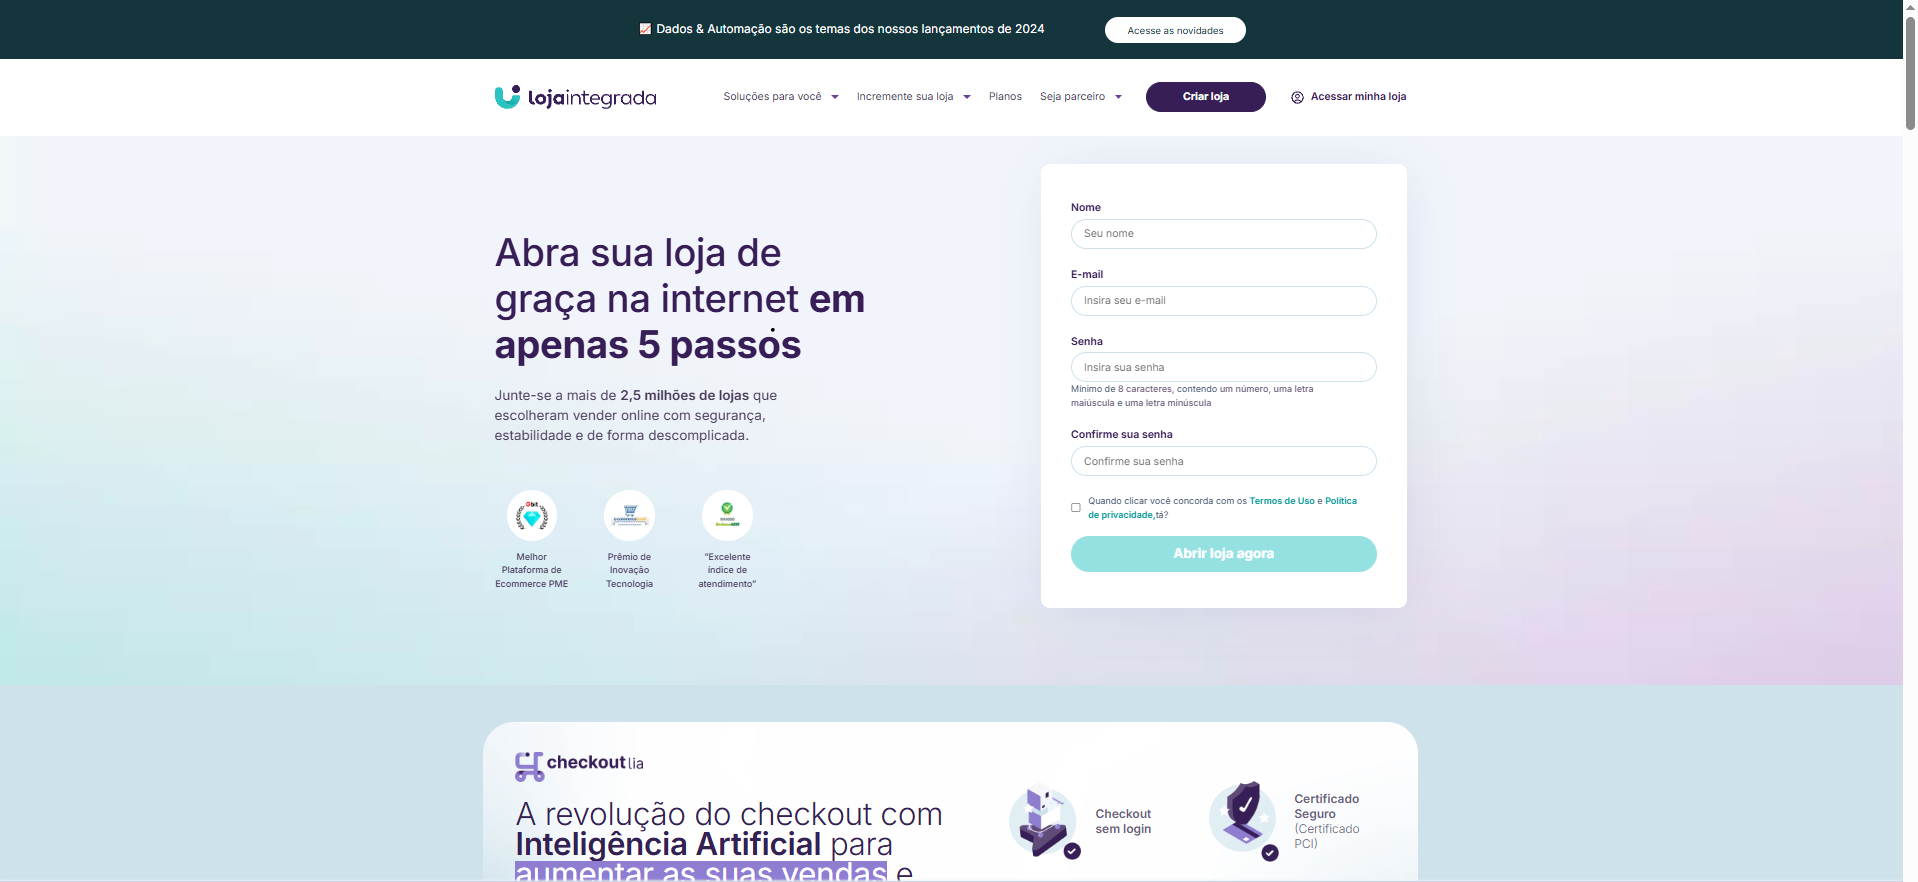 Dados & Automação são os temas dos nossos lançamentos de 2024
Acesse as novidades
lojaintegrada
Soluções para você
Incremente sua loja
Planos
Seja parceiro
Criar loja
Acessar minha loja
Abra sua loja de
graça na internet em
apenas 5 passos
Junte-se a mais de 2,5 milhões de lojas que
escolheram vender online com segurança,
estabilidade e de forma descomplicada.
Melhor
Plataforma de
Ecommerce PME
Prêmio de
Inovação
Tecnologia
"Excelente
índice de
atendimento"
Nome
Seu nome
E-mail
Insira seu e-mail
Senha
Insira sua senha
Mínimo de 8 caracteres, contendo um número, uma letra
maiúscula e uma letra minúscula
Confirme sua senha
Confirme sua senha
Quando clicar você concorda com os Termos de Uso e Política
de privacidade,tá?
Abrir loja agora
checkout lia
A revolução do checkout com
Inteligência Artificial para
aumentar as suas vendas e
Checkout
sem login
Certificado
Seguro
(Certificado
PCI)